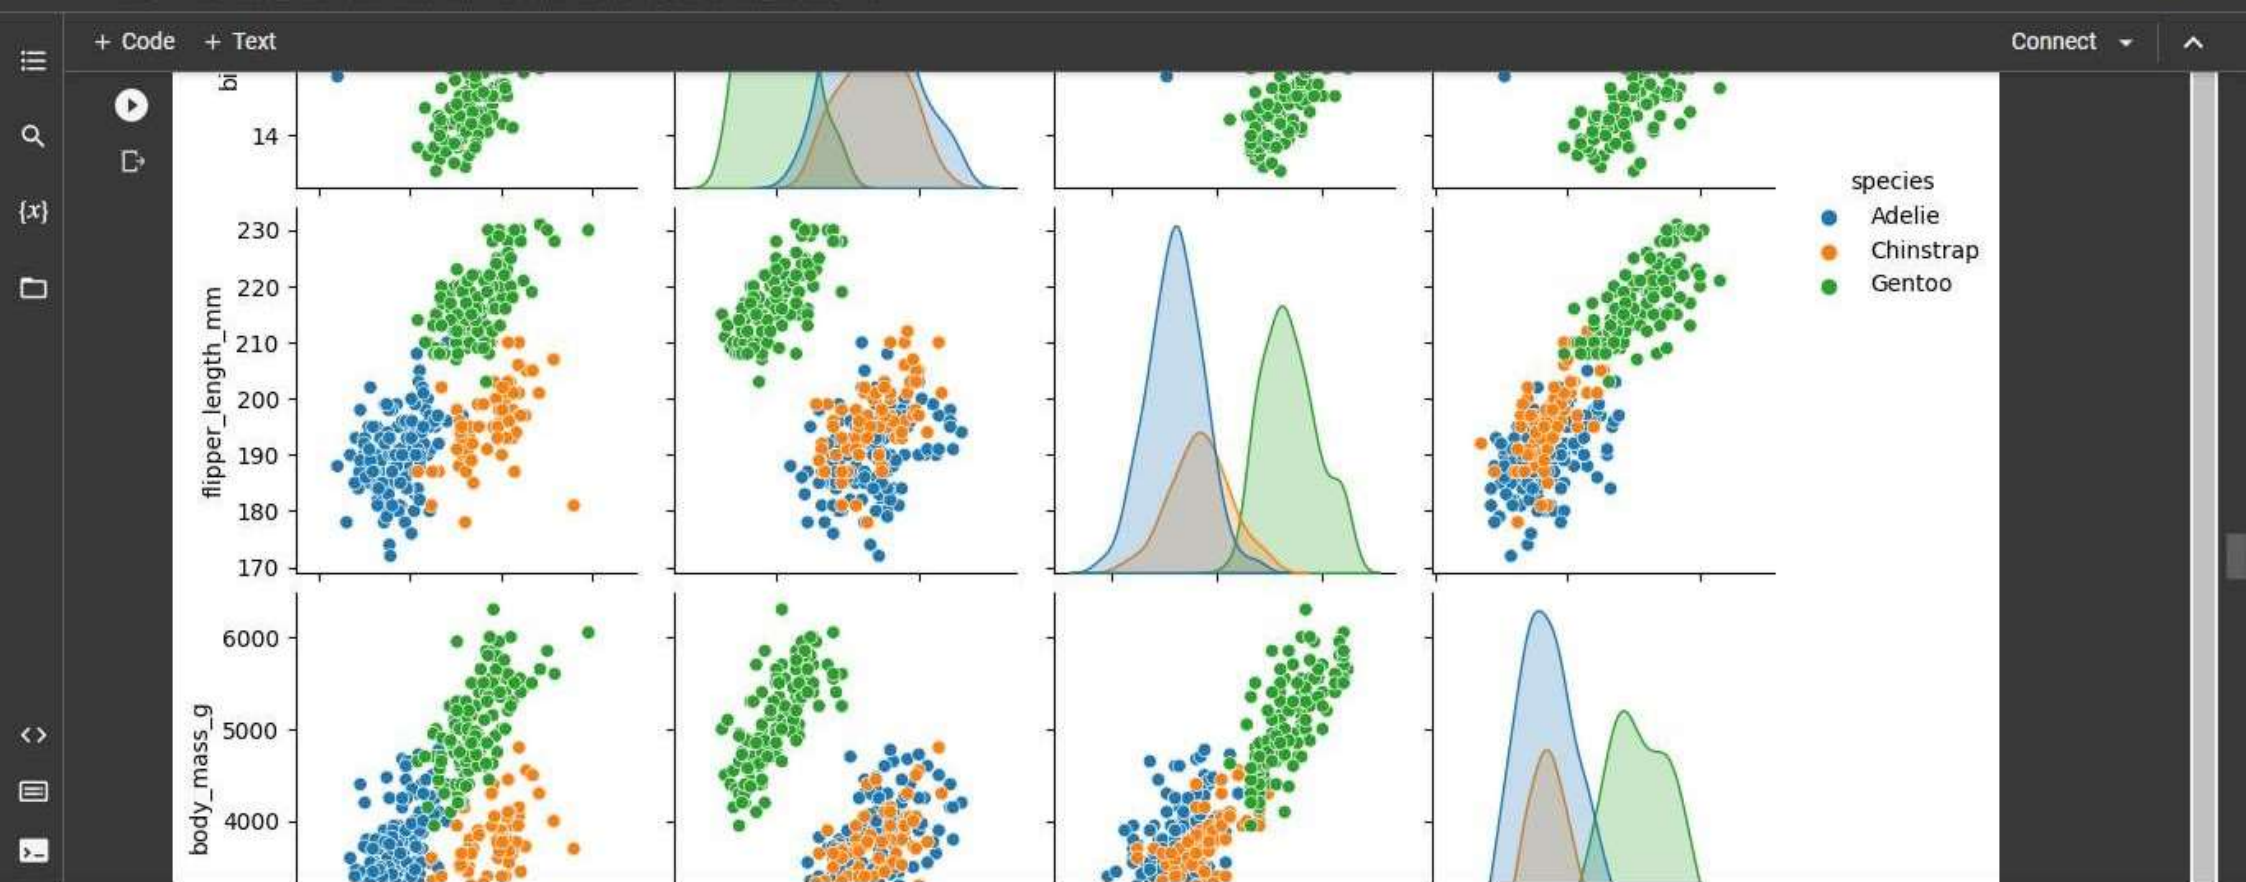 + Code + Text Connect
bi
14
species
Adelie
Chinstrap
Gentoo
flipper_length_mm
230
220
210
200
190
180
170
body_mass_g
6000
5000
4000
{x}